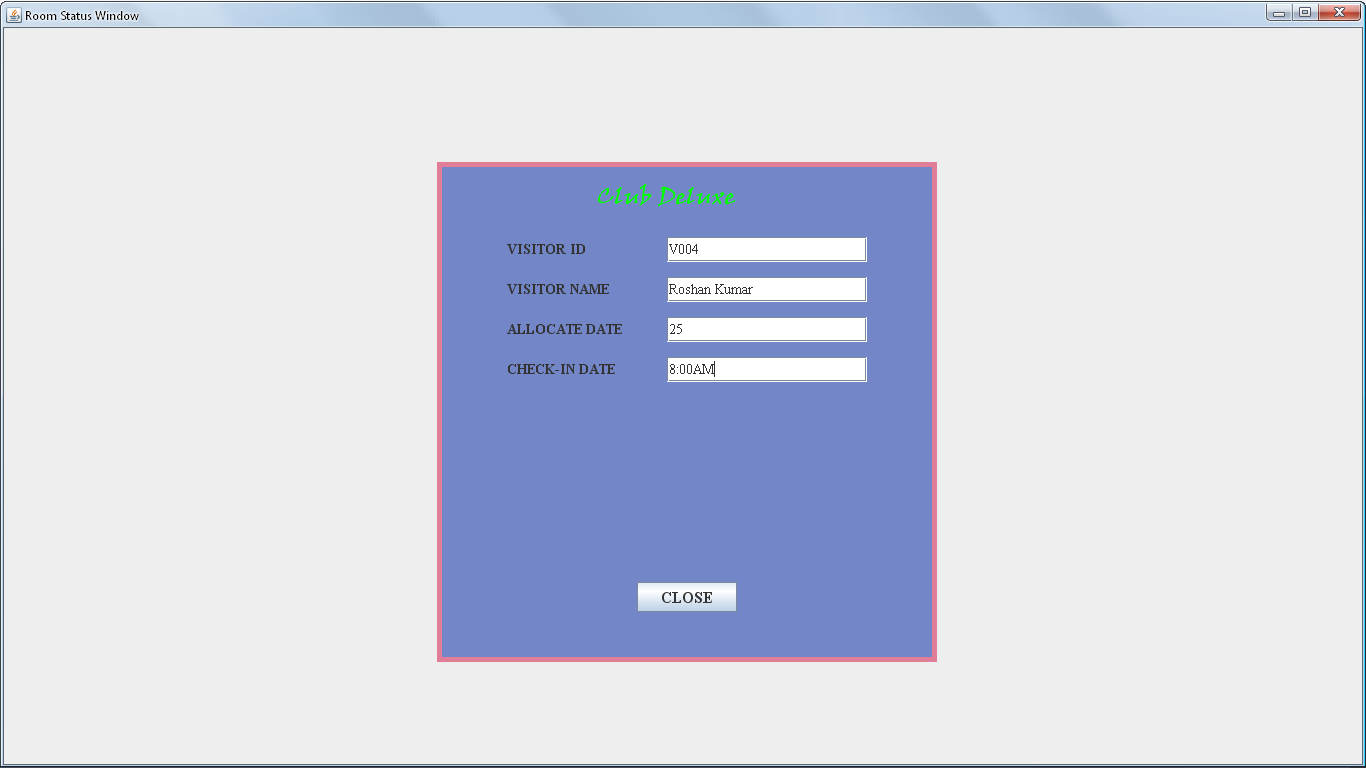 Room Status Window
Club Deluxe
VISITOR ID V004
VISITOR NAME Roshan Kumar
ALLOCATE DATE 25
CHECK-IN DATE 8:00AM
CLOSE